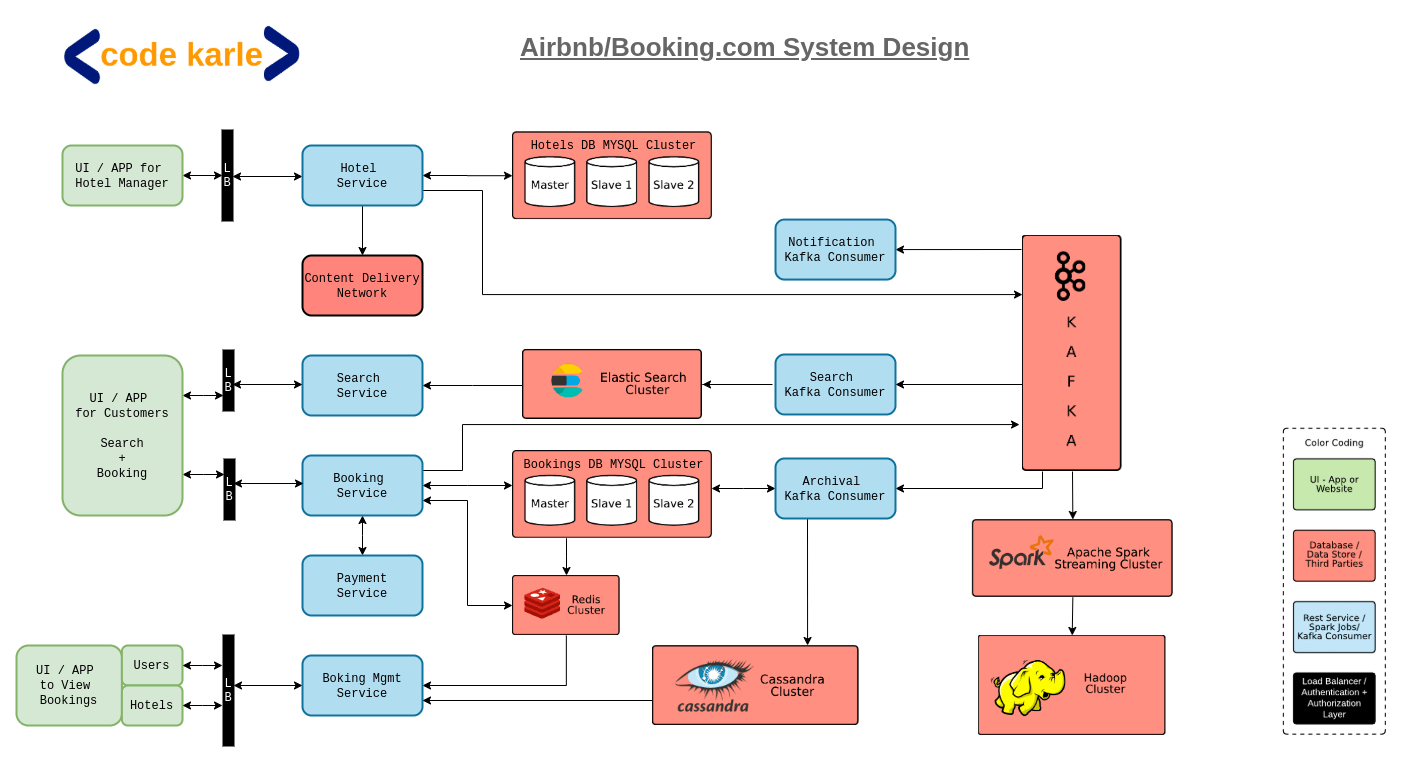 code karle
Airbnb/Booking.com System Design
UI / APP for
Hotel Manager
L
B
Hotel
Service
Hotels DB MYSQL Cluster
Master
Slave 1
Slave 2
Content Delivery
Network
Notification
Kafka Consumer
K
A
F
K
A
UI / APP
for Customers
Search
+
Booking
L
B
Search
Service
Elastic Search
Cluster
Search
Kafka Consumer
L
B
Booking
Service
Bookings DB MYSQL Cluster
Master
Slave 1
Slave 2
Archival
Kafka Consumer
Payment
Service
Redis
Cluster
Spark
Apache Spark
Streaming Cluster
UI / APP
to View
Bookings
Users
Hotels
L
B
Boking Mgmt
Service
cassandra
Cassandra
Cluster
Hadoop
Cluster
Color Coding
UI - App or
Website
Database /
Data Store /
Third Parties
Rest Service /
Spark Jobs/
Kafka Consumer
Load Balancer /
Authentication +
Authorization
Layer